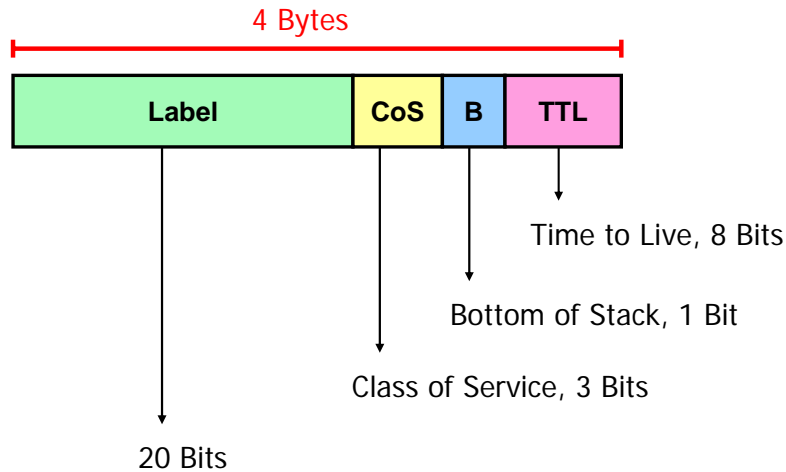 4 Bytes
Label CoS B TTL
Time to Live, 8 Bits
Bottom of Stack, 1 Bit
Class of Service, 3 Bits
20 Bits